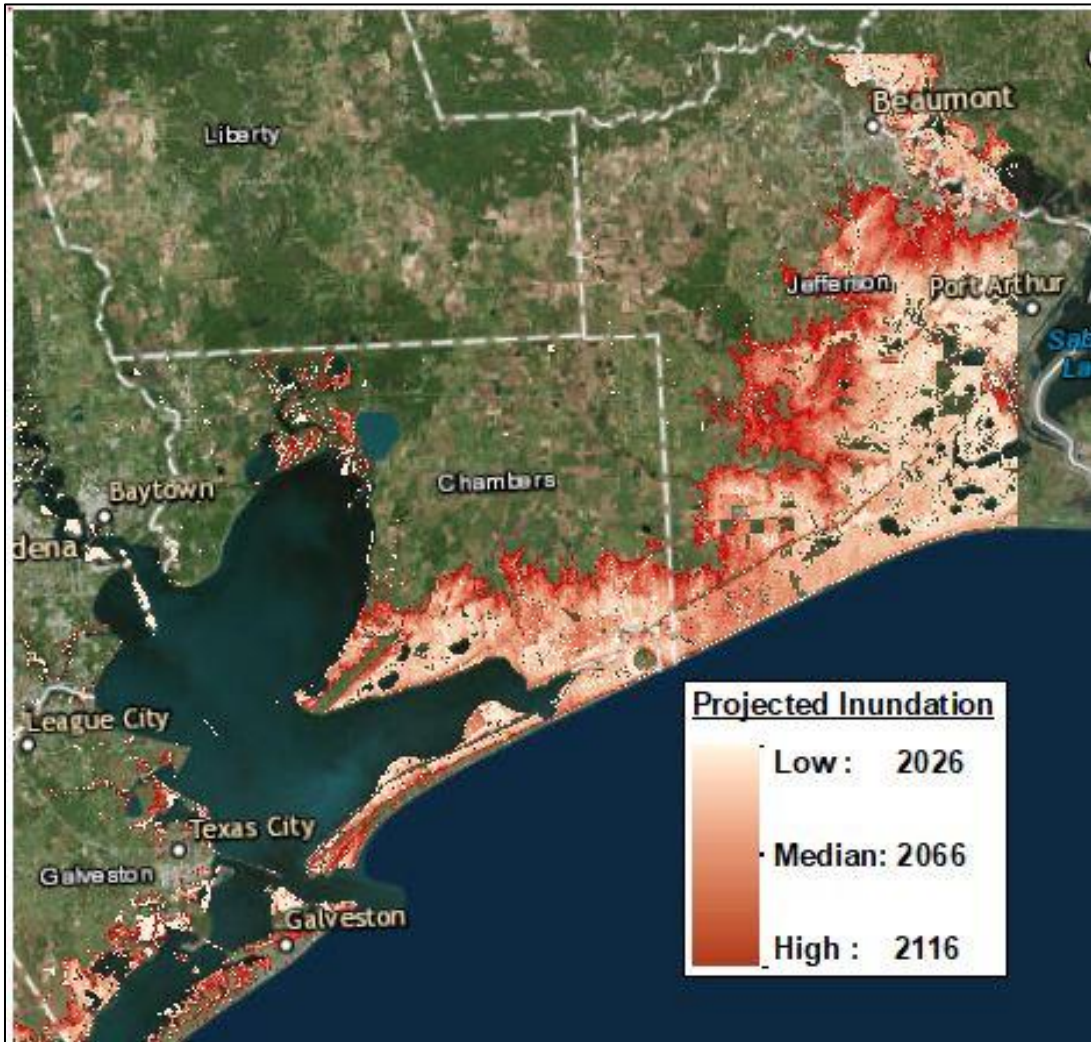 Beaumont
Liberty
Jefferson
Port Arthur
Chambers
Baytown
dena
League City
Texas City
Galveston
Galveston
Projected Inundation
Low : 2026
Median: 2066
High : 2116